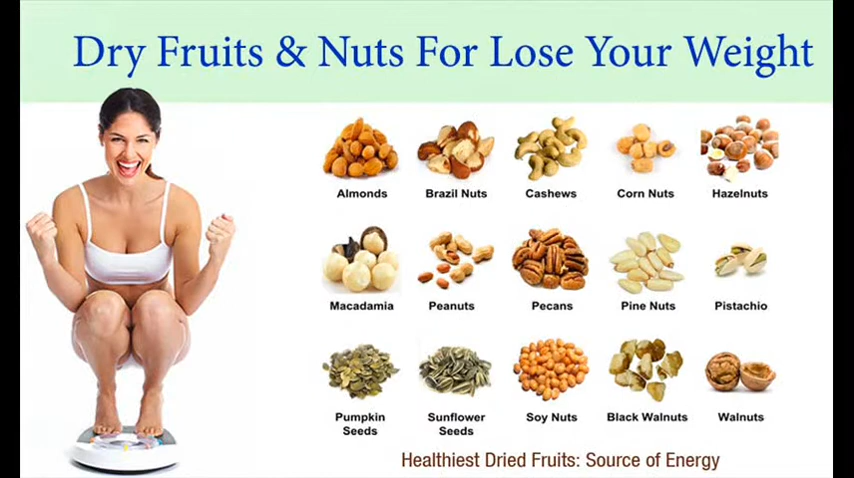 Dry Fruits & Nuts For Lose Your Weight
Almonds
Brazil Nuts
Cashews
Corn Nuts
Hazelnuts
Macadamia
Peanuts
Pecans
Pine Nuts
Pistachio
Pumpkin
Seeds
Sunflower
Seeds
Soy Nuts
Black Walnuts
Walnuts
Healthiest Dried Fruits: Source of Energy